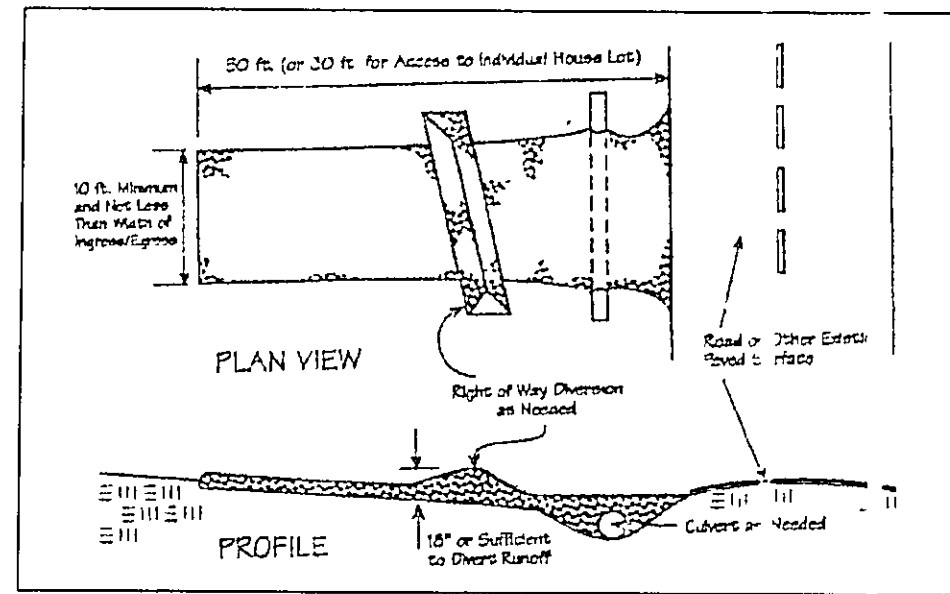 50 ft. (or 30 ft. for Access to Individual House Lot)
10 ft. Minimum
and Not Less
Than Width of
Ingress/Egress
PLAN VIEW
Road or Other
Paved Surface
Right of Way Diversion
as Needed
18" or Sufficient
to Divert Runoff
Culvert as Needed
PROFILE